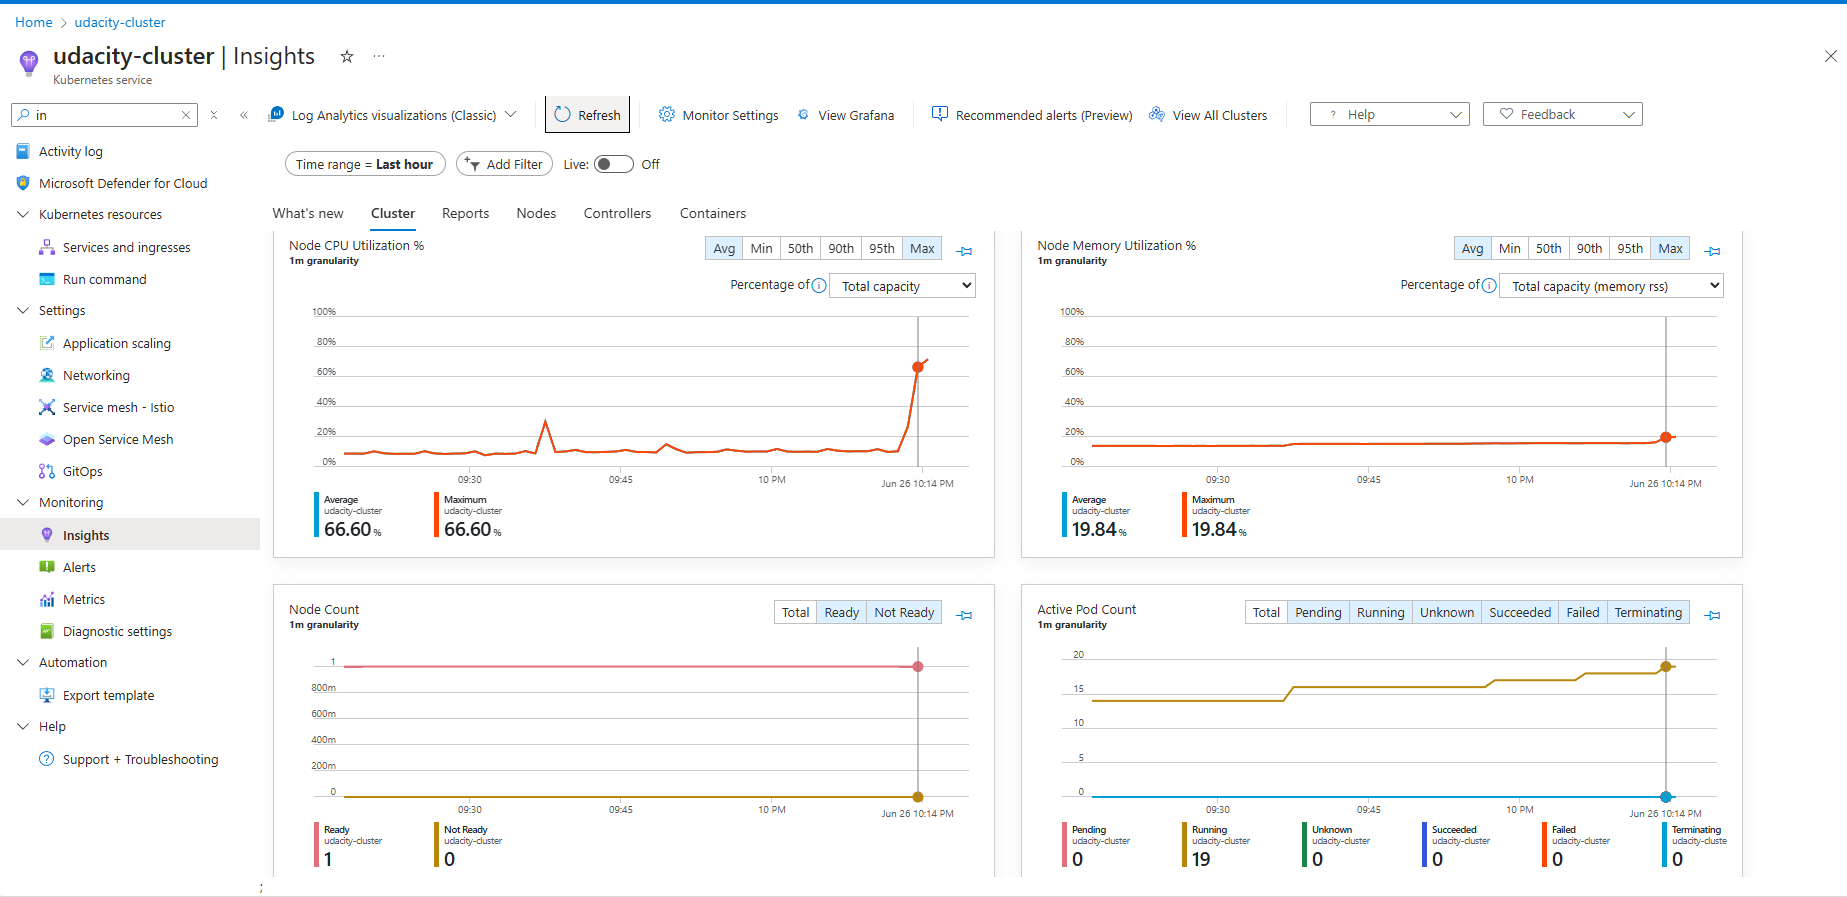 Home > udacity-cluster
udacity-cluster | Insights
Kubernetes service
in
Log Analytics visualizations (Classic)
Refresh
Monitor Settings
View Grafana
Recommended alerts (Preview)
View All Clusters
? Help
Feedback
Activity log
Microsoft Defender for Cloud
Kubernetes resources
Services and ingresses
Run command
Settings
Application scaling
Networking
Service mesh - Istio
Open Service Mesh
GitOps
Monitoring
Insights
Alerts
Metrics
Diagnostic settings
Automation
Export template
Help
Support + Troubleshooting
Time range = Last hour
Add Filter
Live: Off
What's new Cluster Reports Nodes Controllers Containers
Node CPU Utilization %
1m granularity
Avg Min 50th 90th 95th Max
Percentage of Total capacity
100%
80%
60%
40%
20%
0%
09:30 09:45 10 PM Jun 26 10:14 PM
Average
udacity-cluster
66.60 %
Maximum
udacity-cluster
66.60 %
Node Memory Utilization %
1m granularity
Avg Min 50th 90th 95th Max
Percentage of Total capacity (memory rss)
100%
80%
60%
40%
20%
0%
09:30 09:45 10 PM Jun 26 10:14 PM
Average
udacity-cluster
19.84 %
Maximum
udacity-cluster
19.84 %
Node Count
1m granularity
Total Ready Not Ready
1
800m
600m
400m
200m
0
09:30 09:45 10 PM Jun 26 10:14 PM
Ready
udacity-cluster
1
Not Ready
udacity-cluster
0
Active Pod Count
1m granularity
Total Pending Running Unknown Succeeded Failed Terminating
20
15
10
5
0
09:30 09:45 10 PM Jun 26 10:14 PM
Pending
udacity-cluster
0
Running
udacity-cluster
19
Unknown
udacity-cluster
0
Succeeded
udacity-cluster
0
Failed
udacity-cluster
0
Terminating
udacity-cluste
0
;